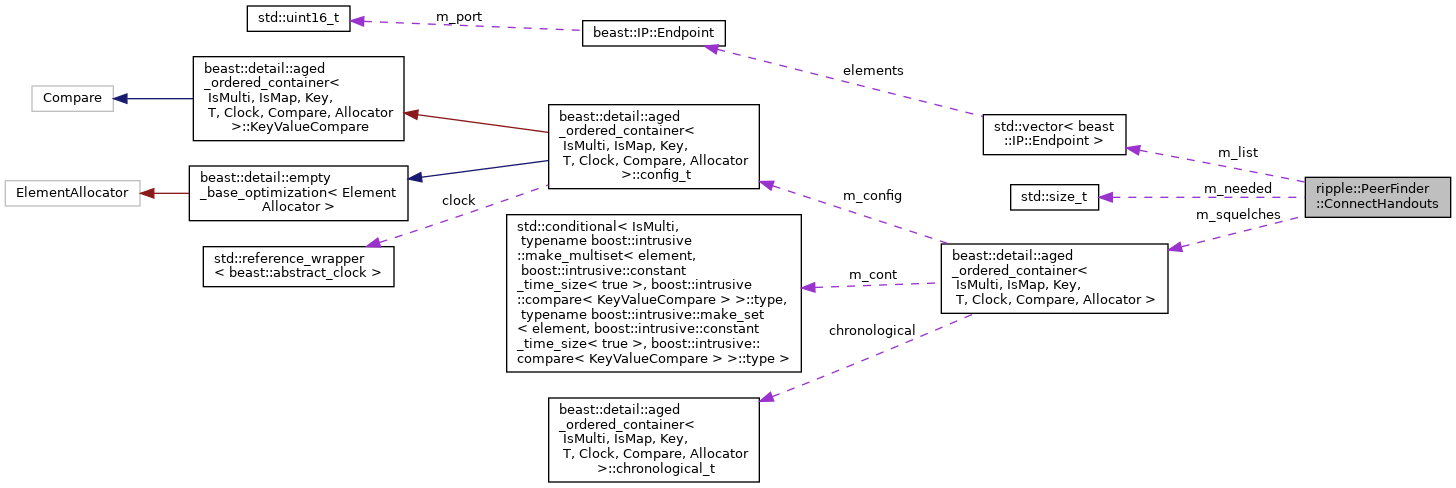 std::uint16_t
m_port
beast::IP::Endpoint
elements
Compare
beast::detail::aged
_ordered_container<
IsMulti, IsMap, Key,
T, Clock, Compare, Allocator
>::KeyValueCompare
beast::detail::aged
_ordered_container<
IsMulti, IsMap, Key,
T, Clock, Compare, Allocator
>::config_t
std::vector< beast
::IP::Endpoint >
m_list
ElementAllocator
beast::detail::empty
_base_optimization< Element
Allocator >
clock
m_config
std::size_t
m_needed
m_squelches
ripple::PeerFinder
::ConnectHandouts
std::reference_wrapper
< beast::abstract_clock >
std::conditional< IsMulti,
typename boost::intrusive
::make_multiset< element,
boost::intrusive::constant
_time_size< true >, boost::intrusive
::compare< KeyValueCompare > >::type,
typename boost::intrusive::make_set
< element, boost::intrusive::constant
_time_size< true >, boost::intrusive::
compare< KeyValueCompare > >::type >
m_cont
beast::detail::aged
_ordered_container<
IsMulti, IsMap, Key,
T, Clock, Compare, Allocator >
chronological
beast::detail::aged
_ordered_container<
IsMulti, IsMap, Key,
T, Clock, Compare, Allocator
>::chronological_t